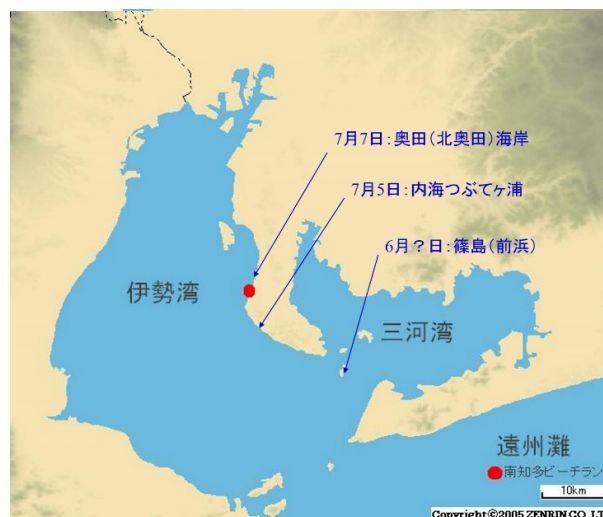 7月7日:奥田(北奥田)海岸
7月5日:内海つぶてヶ浦
6月?日:篠島(前浜)
伊勢湾
三河湾
遠州灘
南知多ビーチラン
10km
Copyright©2005 ZENRIN CO. LT